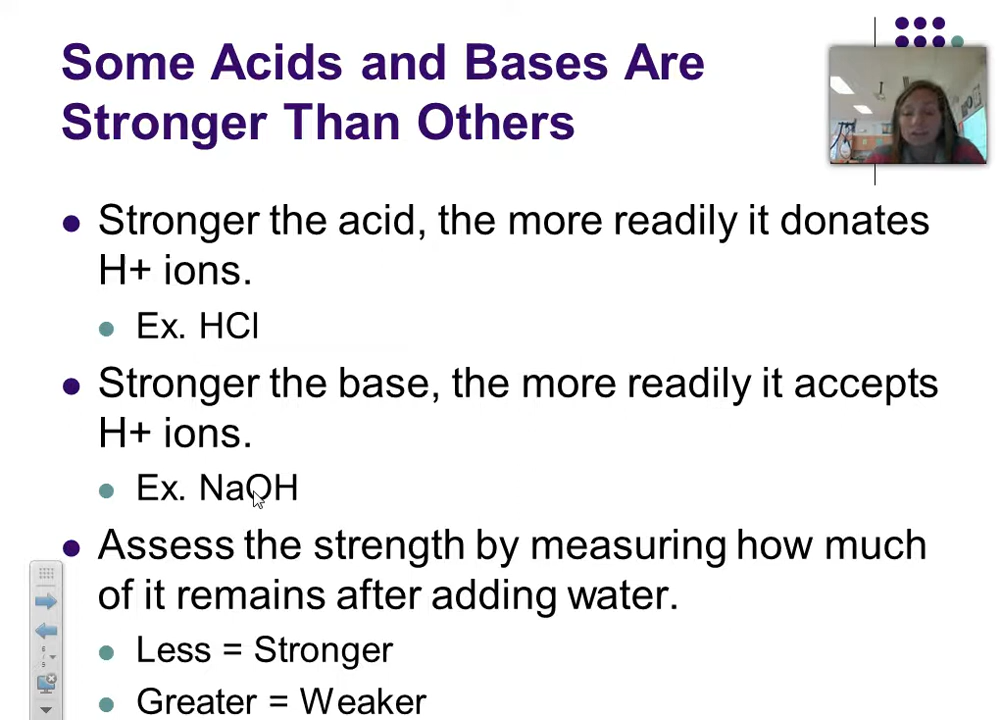 Some Acids and Bases Are
Stronger Than Others
Stronger the acid, the more readily it donates
H+ ions.
Ex. HCl
Stronger the base, the more readily it accepts
H+ ions.
Ex. NaOH
Assess the strength by measuring how much
of it remains after adding water.
Less = Stronger
Greater = Weaker